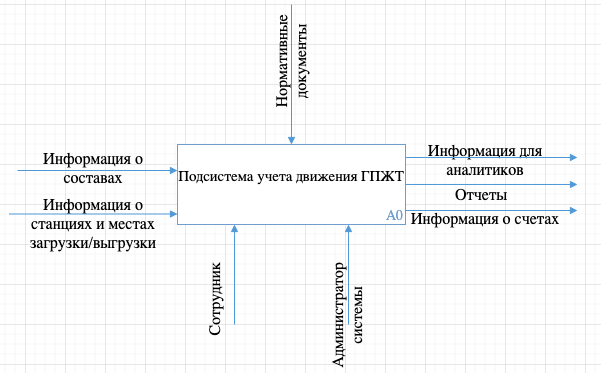 Нормативные
документы
Информация о
составах
Информация о
станциях и местах
загрузки/выгрузки
Подсистема учета движения ГПЖТ
A0
Информация для
аналитиков
Отчеты
Информация о счетах
Сотрудник
Администратор
системы